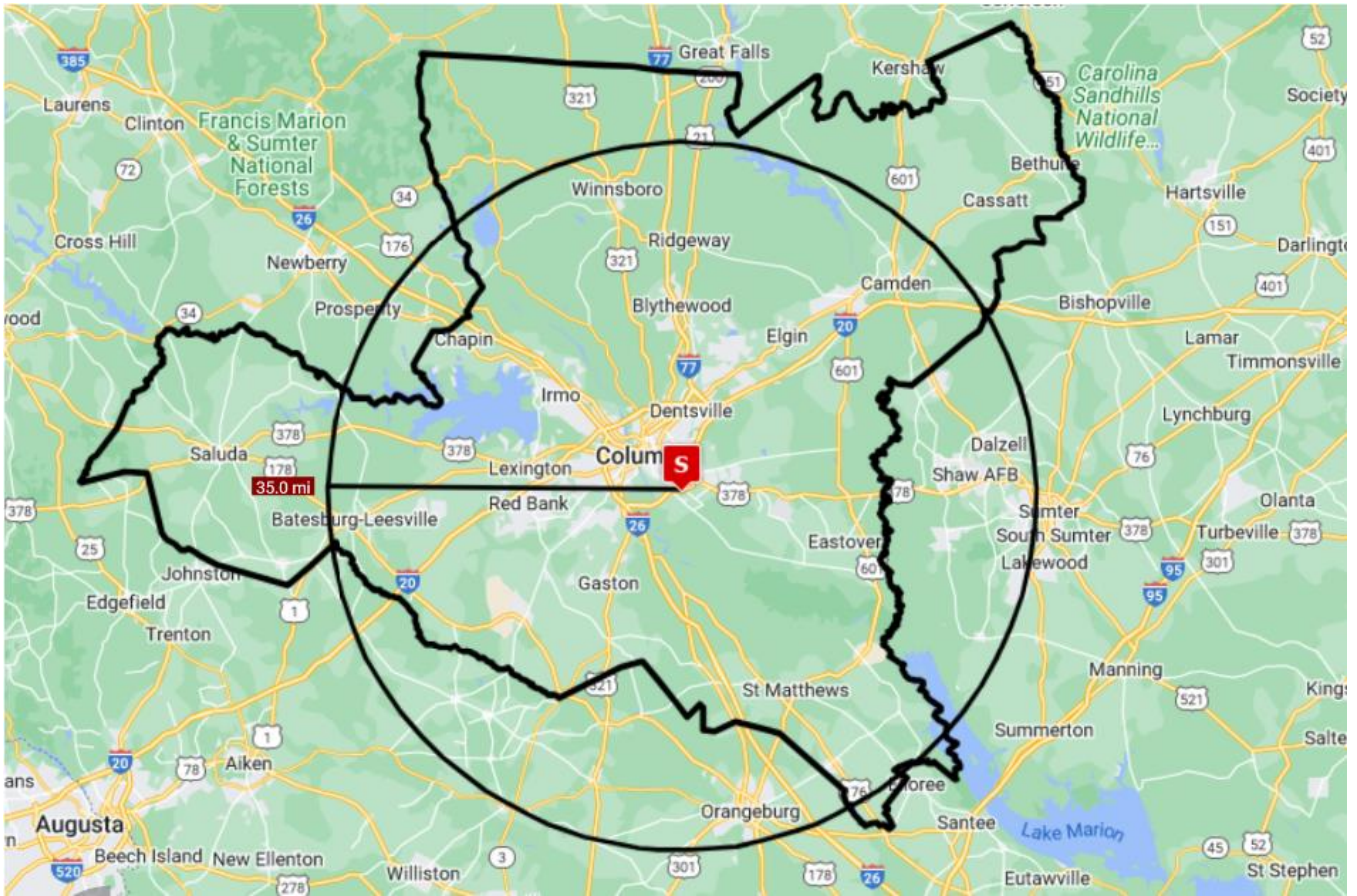 385
Laurens
Clinton
Francis Marion
& Sumter
National
Forests
72
26
34
176
Cross Hill
Newberry
Prosperity
34
Chapin
321
77
Great Falls
200
21
Kershaw
151
52
Carolina
Sandhills
National
Wildlife...
Society
401
Bethune
601
Cassatt
Hartsville
151
Darlingto
Winnsboro
Ridgeway
321
Blythewood
Camden
401
Bishopville
Elgin
20
77
601
Lamar
Timmonsville
Irmo
Dentsville
Lynchburg
wood
378
Saluda
178
378
Lexington
Colum
S
378
Dalzell
Shaw AFB
76
35.0 mi
378
Batesburg-Leesville
Red Bank
26
78
Sumter
South Sumter
378
Olanta
Turbeville
378
301
25
Johnston
20
Gaston
Eastover
601
Lakewood
95
95
Edgefield
1
Trenton
321
St Matthews
Manning
521
Kings
1
Summerton
Salte
20
78
Aiken
ans
Orangeburg
76
Elloree
Santee
Lake Marion
Augusta
Beech Island
New Ellenton
3
301
45
52
520
278
Williston
178
26
Eutawville
St Stephen